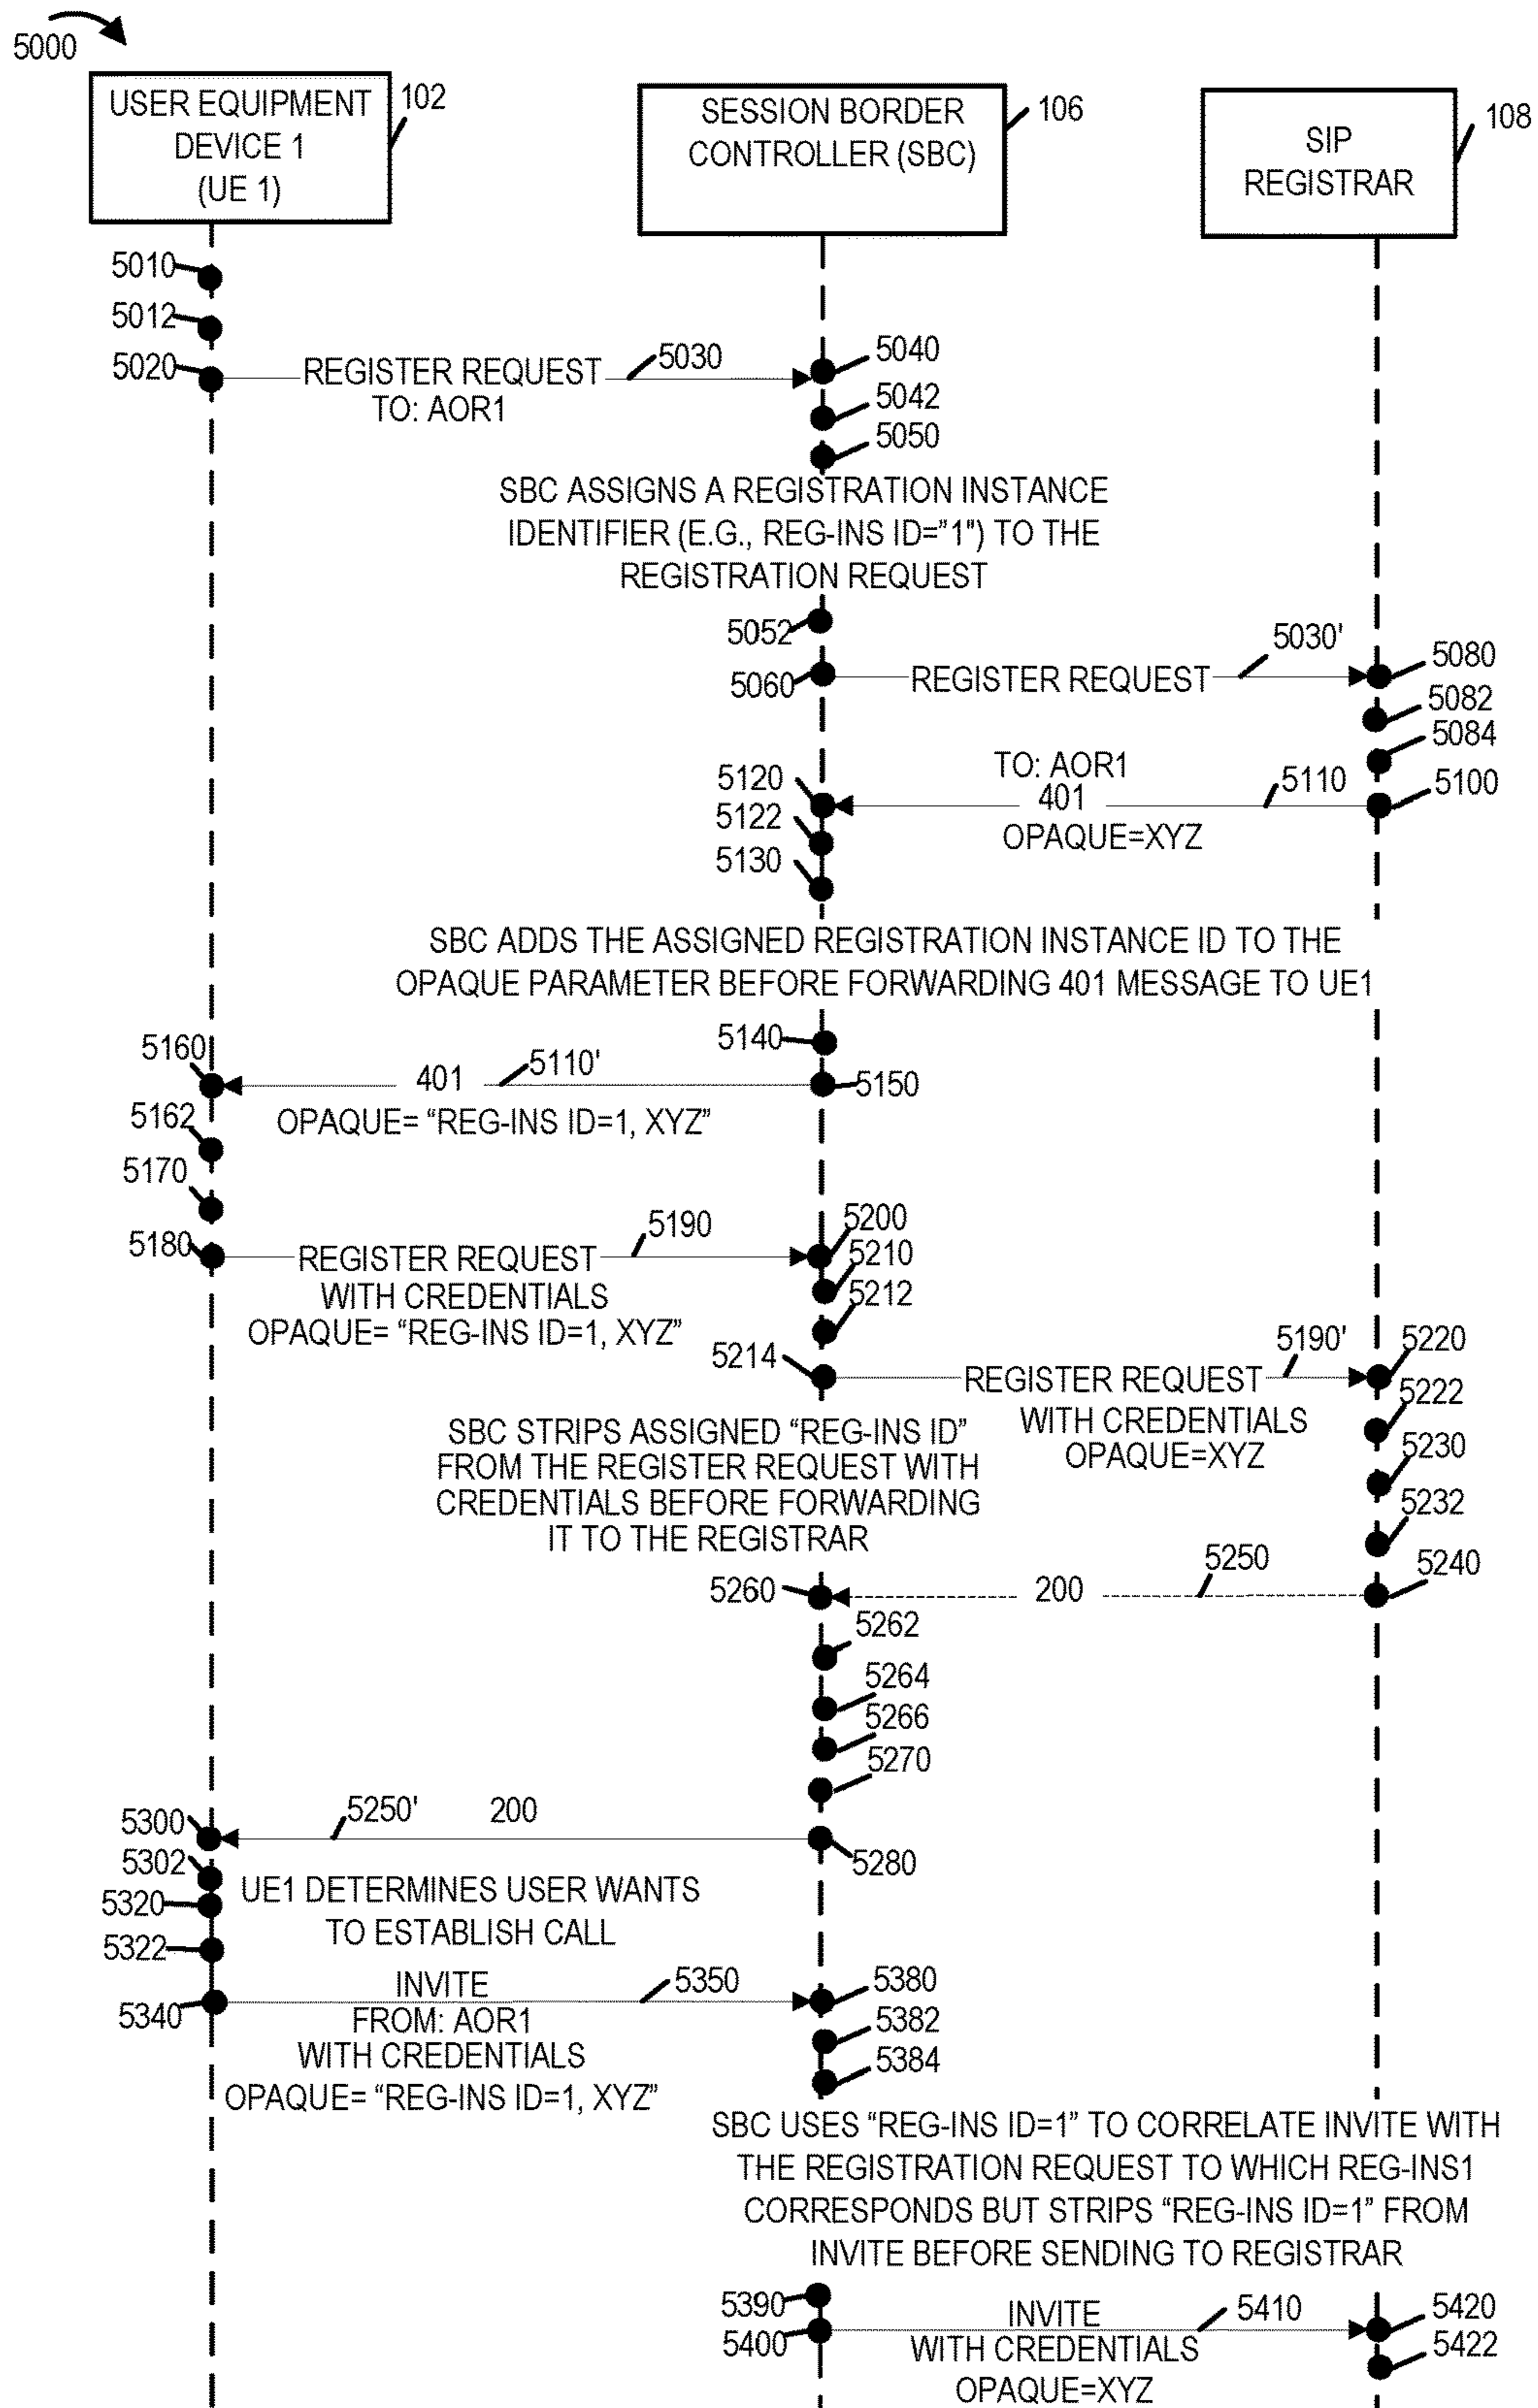 5000
USER EQUIPMENT
DEVICE 1
(UE 1)
102
SESSION BORDER
CONTROLLER (SBC)
106
SIP
REGISTRAR
108
5010
5012
5020
REGISTER REQUEST
TO: AOR1
5030
5040
5042
5050
SBC ASSIGNS A REGISTRATION INSTANCE
IDENTIFIER (E.G., REG-INS ID=”1") TO THE
REGISTRATION REQUEST
5052
5060
REGISTER REQUEST
5030'
5080
5082
5084
TO: AOR1
401
OPAQUE=XYZ
5110
5100
5120
5122
5130
SBC ADDS THE ASSIGNED REGISTRATION INSTANCE ID TO THE
OPAQUE PARAMETER BEFORE FORWARDING 401 MESSAGE TO UE1
5140
5150
5160
401
5110'
OPAQUE= “REG-INS ID=1, XYZ”
5162
5170
5180
REGISTER REQUEST
WITH CREDENTIALS
OPAQUE= “REG-INS ID=1, XYZ”
5190
5200
5210
5212
5214
REGISTER REQUEST
WITH CREDENTIALS
OPAQUE=XYZ
5190'
5220
5222
5230
5232
SBC STRIPS ASSIGNED “REG-INS ID”
FROM THE REGISTER REQUEST WITH
CREDENTIALS BEFORE FORWARDING
IT TO THE REGISTRAR
5260
200
5250
5240
5262
5264
5266
5270
5300
5250'
200
5280
5302
5320
UE1 DETERMINES USER WANTS
TO ESTABLISH CALL
5322
5340
INVITE
FROM: AOR1
WITH CREDENTIALS
OPAQUE= “REG-INS ID=1, XYZ”
5350
5380
5382
5384
SBC USES “REG-INS ID=1” TO CORRELATE INVITE WITH
THE REGISTRATION REQUEST TO WHICH REG-INS1
CORRESPONDS BUT STRIPS “REG-INS ID=1” FROM
INVITE BEFORE SENDING TO REGISTRAR
5390
5400
INVITE
WITH CREDENTIALS
OPAQUE=XYZ
5410
5420
5422